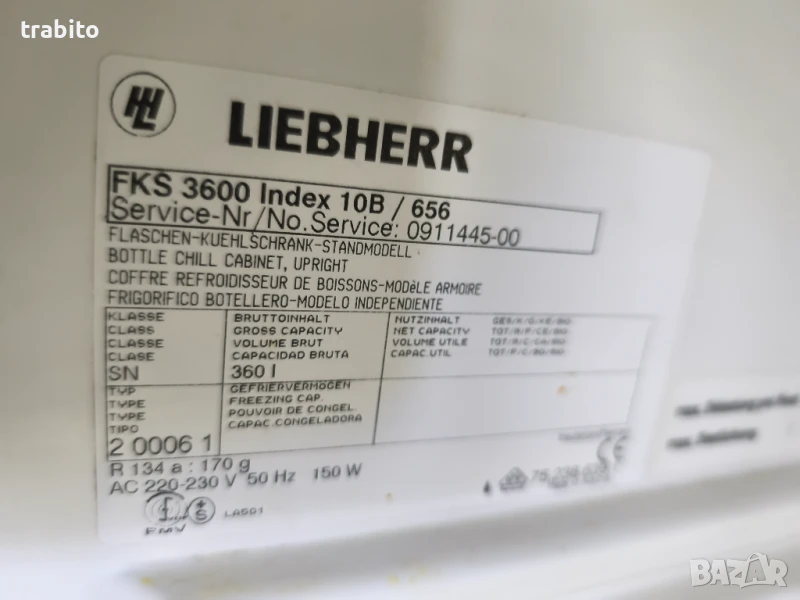 trabito
LIEBHERR
FKS 3600 Index 10B / 656
Service-Nr/No.Service: 0911445-00
FLASCHEN-KUEHLSCHRANK-STANDMODELL
BOTTLE CHILL CABINET, UPRIGHT
COFFRE REFROIDISSEUR DE BOISSONS-MODèLE ARMOIRE
FRIGORIFICO BOTELLERO-MODELO INDEPENDIENTE
KLASSE BRUTTOINHALT NUTZINHALT
CLASS GROSS CAPACITY NET CAPACITY
CLASSE VOLUME BRUT VOLUME UTILE
CLASE CAPACIDAD BRUTA CAPAC.UTIL
SN 360 l
TYP GEFRIERVERMÖGEN
TYPE FREEZING CAP.
TYPE POUVOIR DE CONGEL.
TIPO CAPAC.CONGELADORA
2 0006 1
R 134 a : 170 g
AC 220-230 V 50 Hz 150 W
CE
S
BAZAR